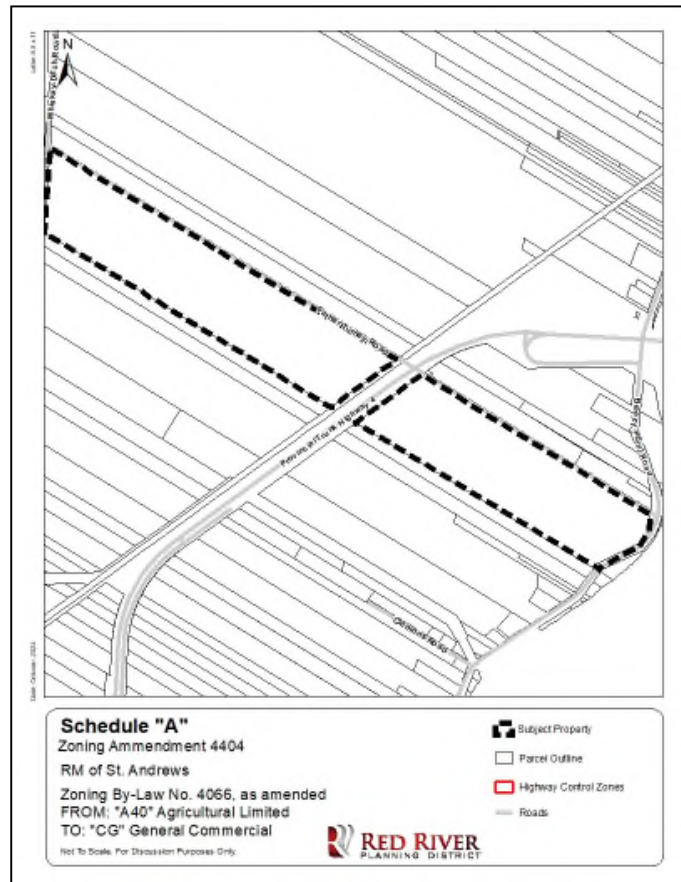 N
Provincial Trunk Highway 4
Schedule "A"
Zoning Ammendment 4404
RM of St. Andrews
Zoning By-Law No. 4066, as amended
FROM: "A40" Agricultural Limited
TO: "CG" General Commercial
Not To Scale. For Discussion Purposes Only.
Subject Property
Parcel Outline
Highway Control Zones
Roads
RED RIVER
PLANNING DISTRICT